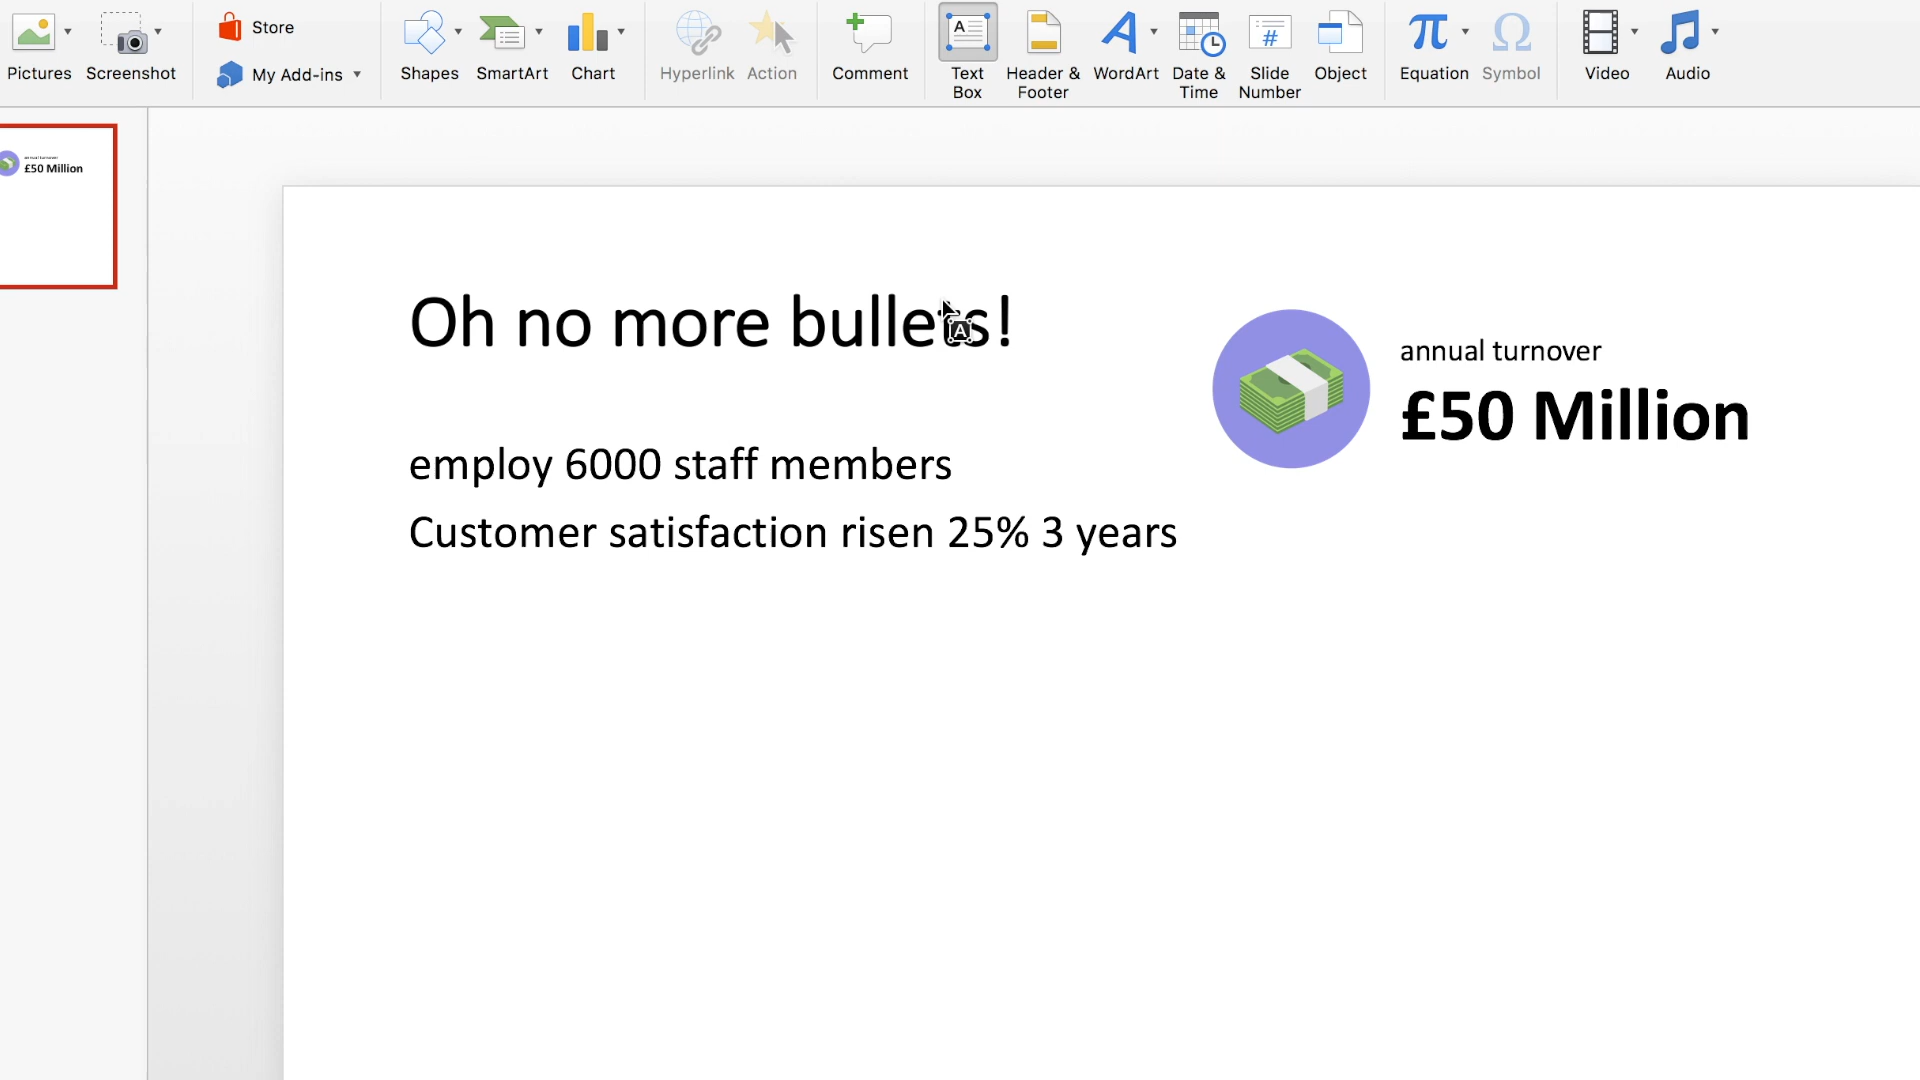 Pictures
Screenshot
Store
My Add-ins
Shapes
SmartArt
Chart
Hyperlink
Action
Comment
Text
Box
Header &
Footer
WordArt
Date &
Time
Slide
Number
Object
Equation
Symbol
Video
Audio
annual turnover
£50 Million
Oh no more bullets!
annual turnover
£50 Million
employ 6000 staff members
Customer satisfaction risen 25% 3 years